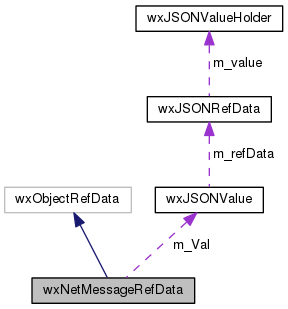 wxJSONValueHolder
m_value
wxJSONRefData
m_refData
wxObjectRefData
wxJSONValue
m_Val
wxNetMessageRefData